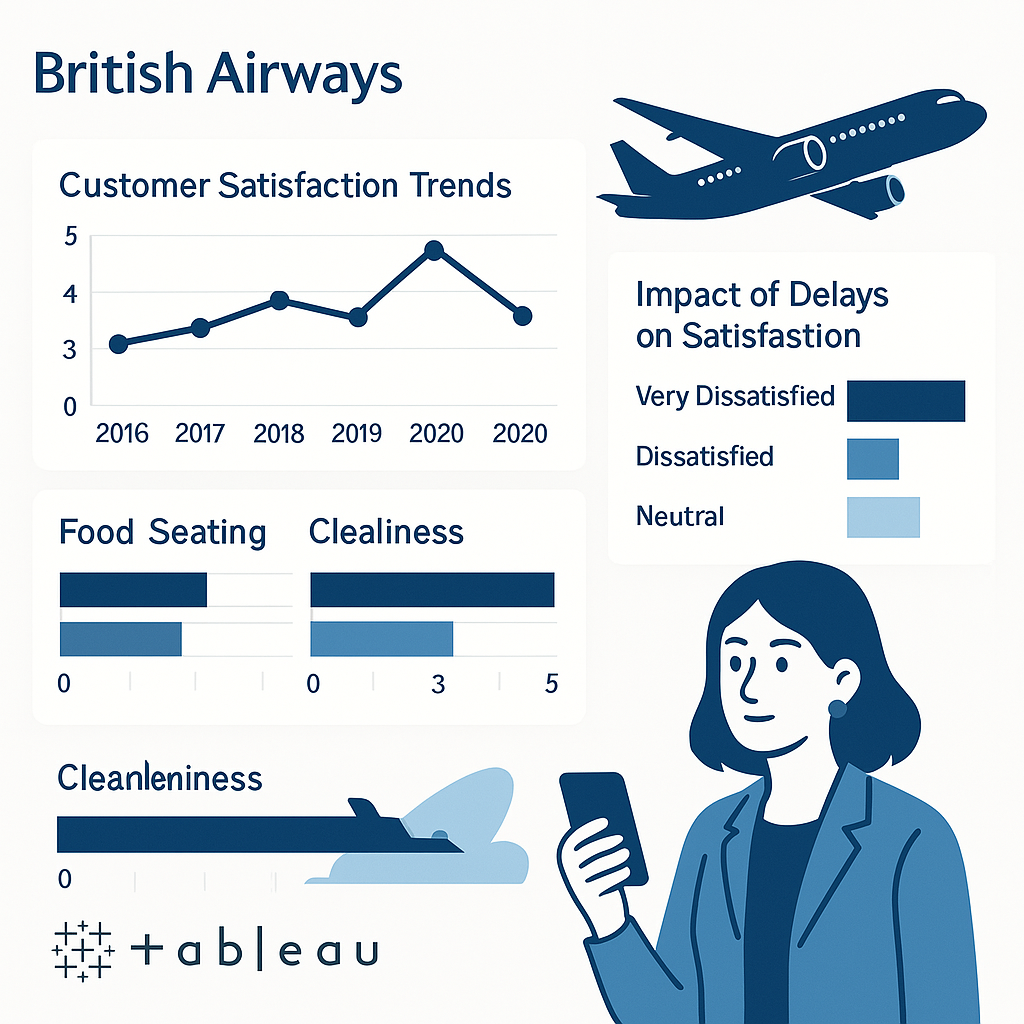 British Airways
Customer Satisfaction Trends
5
4
3
0
2016 2017 2018 2019 2020 2020
Impact of Delays
on Satisfastion
Very Dissatisfied
Dissatisfied
Neutral
Food Seating Clealiness
0 0 3 5
Cleanleniness
0
+ableau